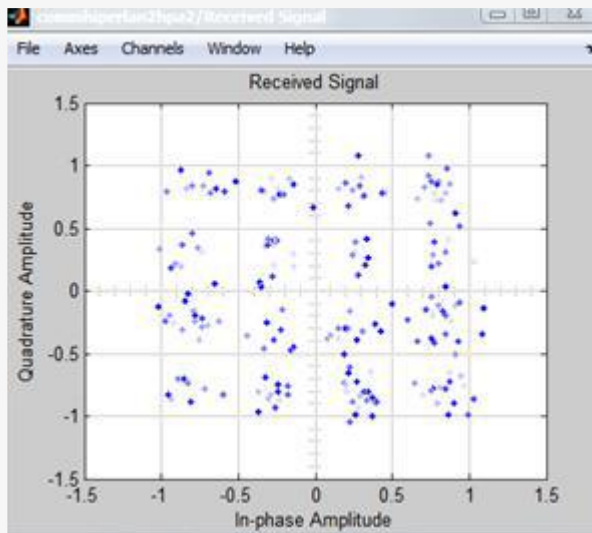 File Axes Channels Window Help
Received Signal
1.5
1
0.5
0
-0.5
-1
-1.5
-1.5 -1 -0.5 0 0.5 1 1.5
Quadrature Amplitude
In-phase Amplitude